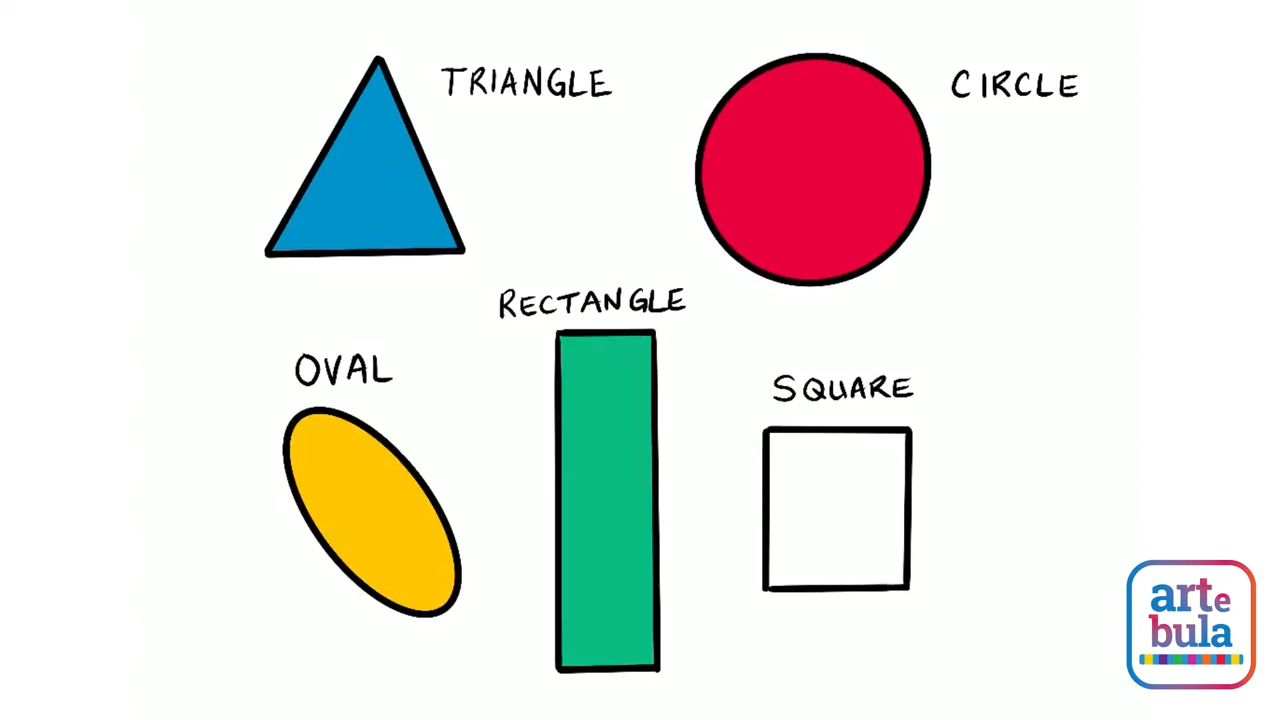 TRIANGLE
CIRCLE
RECTANGLE
OVAL
SQUARE
arte
bula